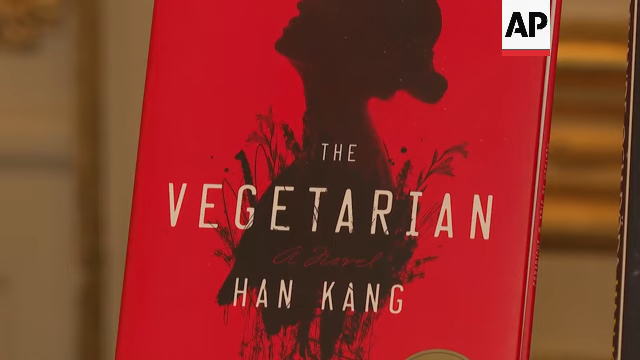 AP
THE
VEGETARIAN
A Novel
HAN KANG